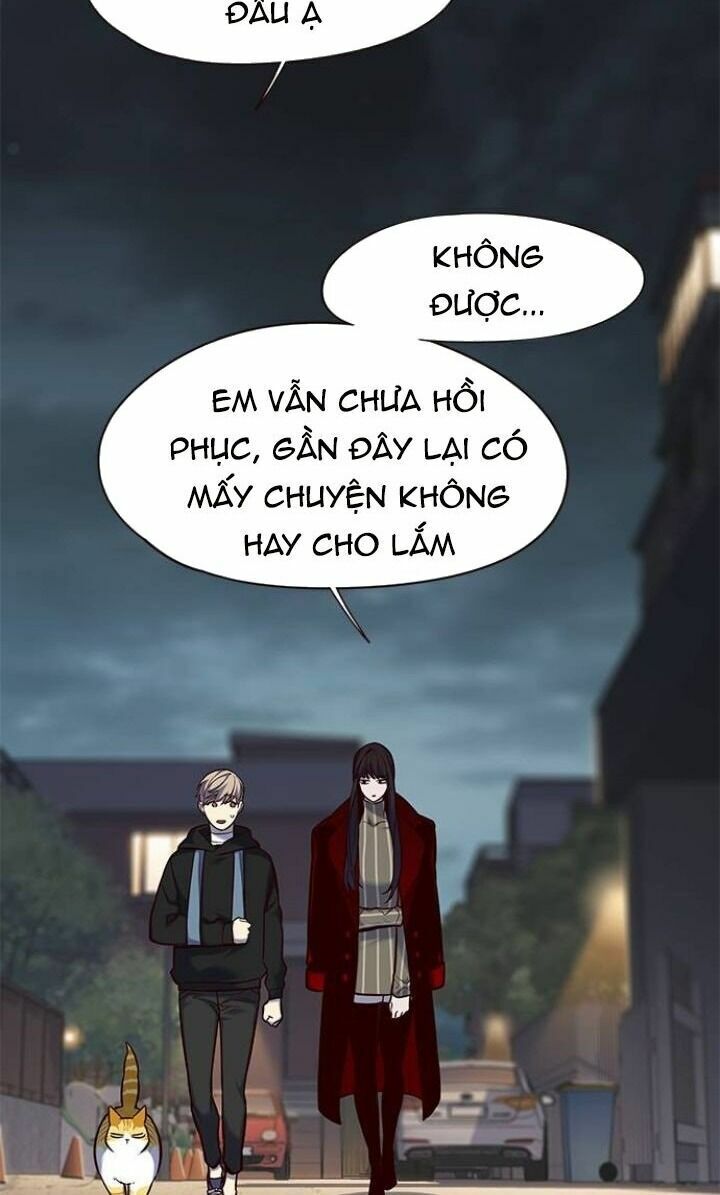 ĐÂU Ạ
KHÔNG
ĐƯỢC...
EM VẪN CHƯA HỒI
PHỤC, GẦN ĐÂY LẠI CÓ
MẤY CHUYỆN KHÔNG
HAY CHO LẮM